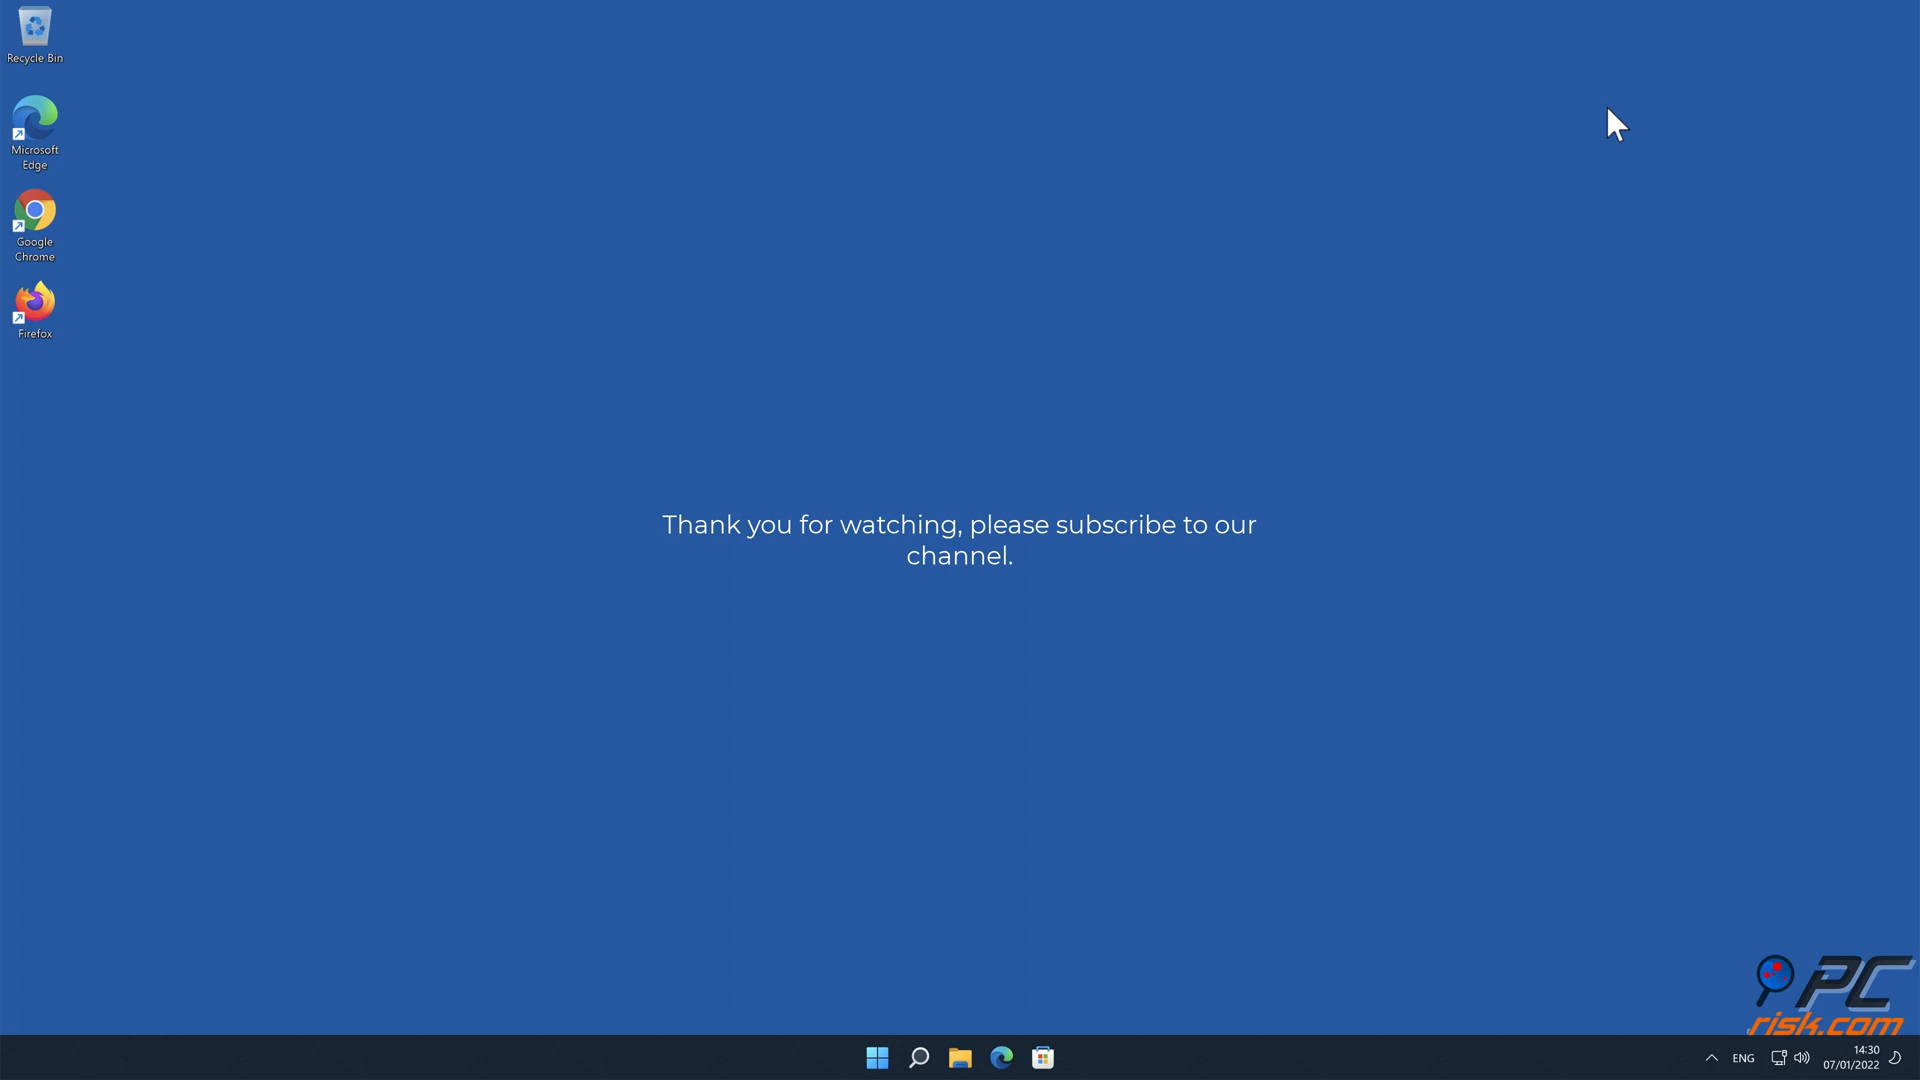 Recycle Bin
Microsoft
Edge
Google
Chrome
Firefox
Thank you for watching, please subscribe to our
channel.
PC
risk.com
ENG
14:30
07/01/2022